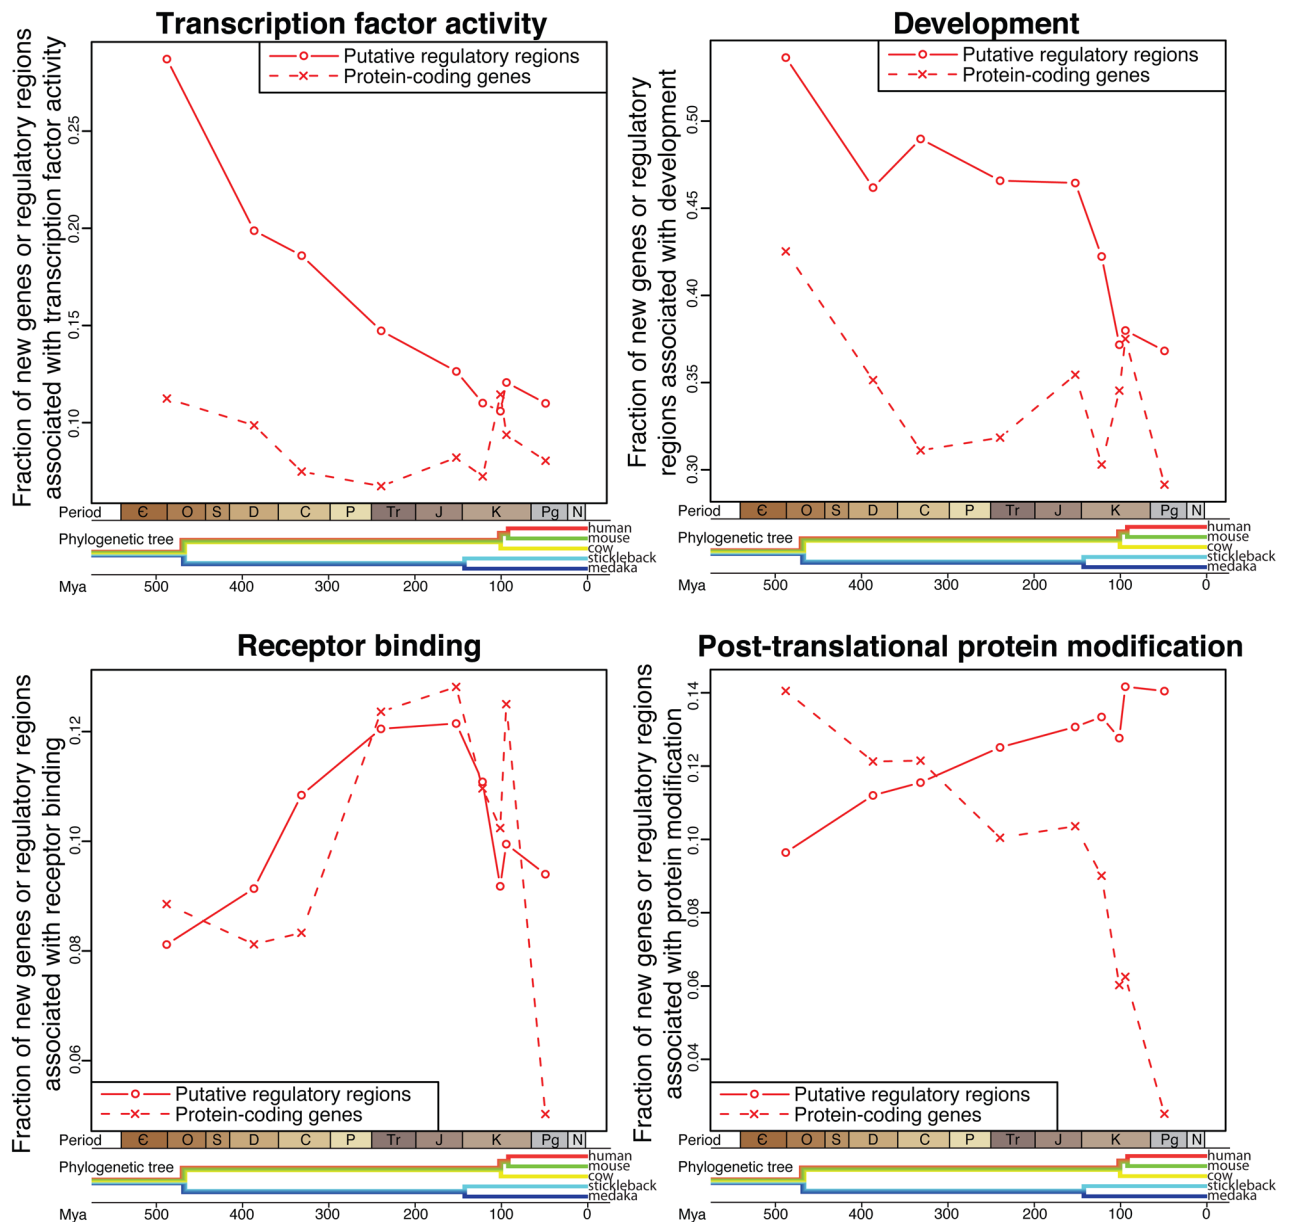 Transcription factor activity
Fraction of new genes or regulatory regions
associated with transcription factor activity
Putative regulatory regions
Protein-coding genes
0.25
0.20
0.15
0.10
Period Є O S D C P Tr J K Pg N
Phylogenetic tree
human
mouse
cow
stickleback
medaka
Mya 500 400 300 200 100 0
Development
Fraction of new genes or regulatory
regions associated with development
Putative regulatory regions
Protein-coding genes
0.50
0.45
0.40
0.35
0.30
Period Є O S D C P Tr J K Pg N
Phylogenetic tree
human
mouse
cow
stickleback
medaka
Mya 500 400 300 200 100 0
Receptor binding
Fraction of new genes or regulatory regions
associated with receptor binding
0.12
0.10
0.08
0.06
Putative regulatory regions
Protein-coding genes
Period Є O S D C P Tr J K Pg N
Phylogenetic tree
human
mouse
cow
stickleback
medaka
Mya 500 400 300 200 100 0
Post-translational protein modification
Fraction of new genes or regulatory regions
associated with protein modification
0.14
0.12
0.10
0.08
0.06
0.04
Putative regulatory regions
Protein-coding genes
Period Є O S D C P Tr J K Pg N
Phylogenetic tree
human
mouse
cow
stickleback
medaka
Mya 500 400 300 200 100 0